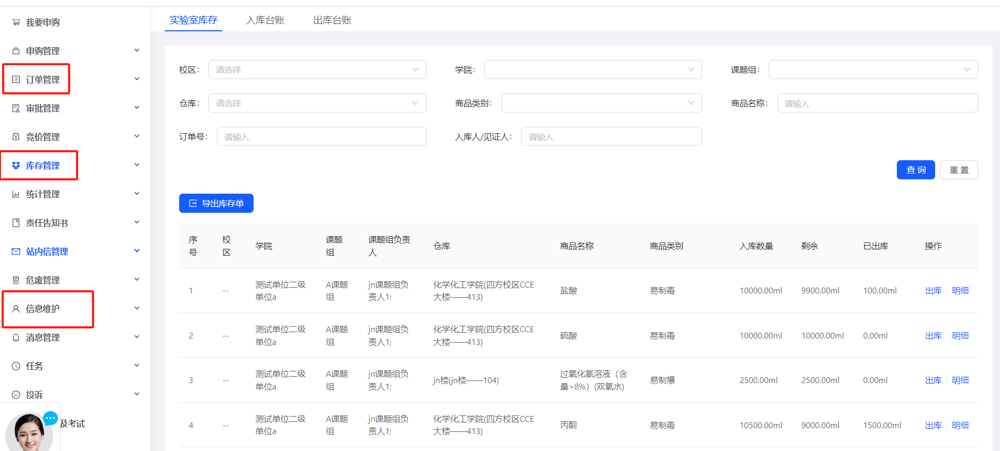 我要申购
申购管理
订单管理
审批管理
竞价管理
库存管理
统计管理
责任告知书
站内信管理
危废管理
信息维护
消息管理
任务
投诉
及考试
实验室库存 入库台账 出库台账
校区： 请选择 学院： 课题组：
仓库： 请选择 商品类别： 商品名称： 请输入
订单号： 请输入 入库人/见证人： 请输入
查 询 重 置
导出库存单
序号 校区 学院 课题组 课题组负责人 仓库 商品名称 商品类别 入库数量 剩余 已出库 操作
1 -- 测试单位二级单位a A课题组 jn课题组负责人1; 化学化工学院(四方校区CCE大楼——413) 盐酸 易制毒 10000.00ml 9900.00ml 100.00ml 出库 明细
2 -- 测试单位二级单位a A课题组 jn课题组负责人1; 化学化工学院(四方校区CCE大楼——413) 硫酸 易制毒 10000.00ml 10000.00ml 0.00ml 出库 明细
3 -- 测试单位二级单位a A课题组 jn课题组负责人1; jn楼(jn楼——104) 过氧化氢溶液（含量>8%）(双氧水) 易制爆 2500.00ml 2500.00ml 0.00ml 出库 明细
4 -- 测试单位二级单位a A课题组 jn课题组负责人1; 化学化工学院(四方校区CCE大楼——413) 丙酮 易制毒 10500.00ml 9000.00ml 1500.00ml 出库 明细